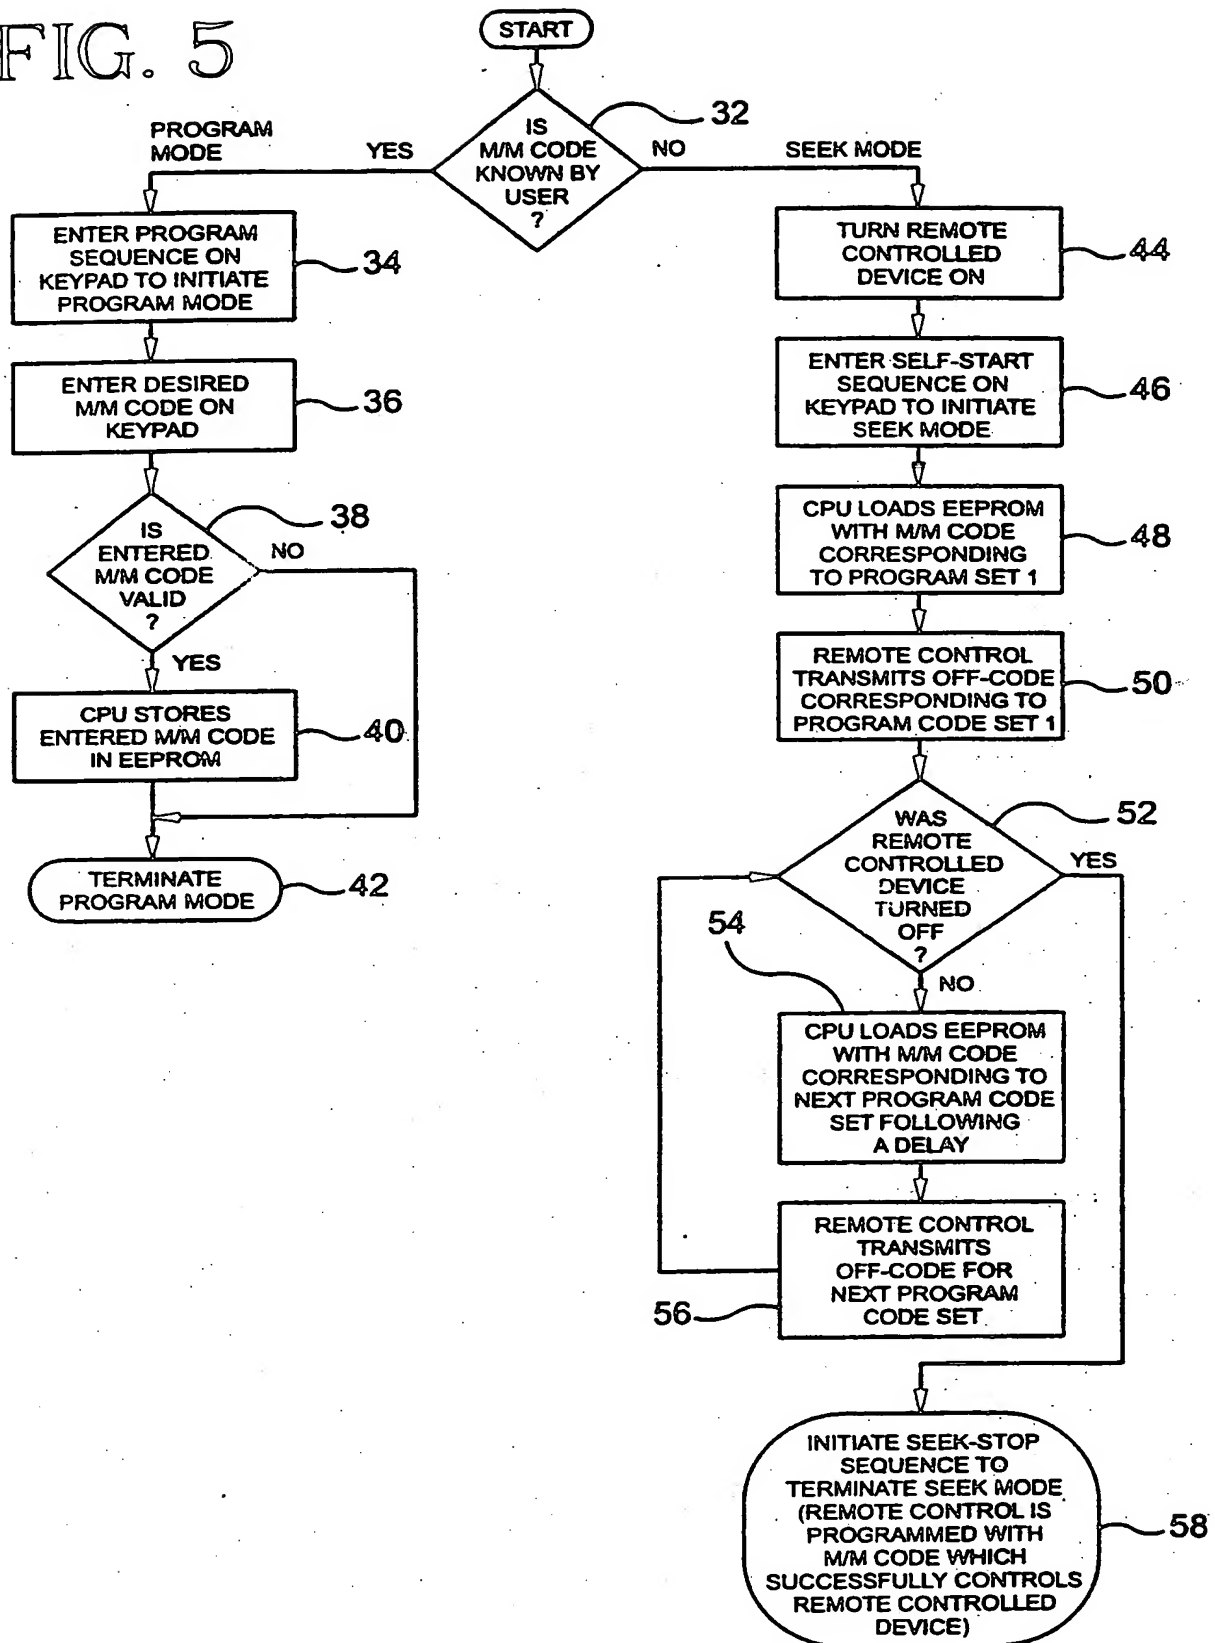 FIG. 5
START
IS
M/M CODE
KNOWN BY
USER
?
32
PROGRAM
MODE
YES
NO
SEEK MODE
ENTER PROGRAM
SEQUENCE ON
KEYPAD TO INITIATE
PROGRAM MODE
34
ENTER DESIRED
M/M CODE ON
KEYPAD
36
IS
ENTERED
M/M CODE
VALID
?
38
NO
YES
CPU STORES
ENTERED M/M CODE
IN EEPROM
40
TERMINATE
PROGRAM MODE
42
TURN REMOTE
CONTROLLED
DEVICE ON
44
ENTER SELF-START
SEQUENCE ON
KEYPAD TO INITIATE
SEEK MODE
46
CPU LOADS EEPROM
WITH M/M CODE
CORRESPONDING
TO PROGRAM SET 1
48
REMOTE CONTROL
TRANSMITS OFF-CODE
CORRESPONDING TO
PROGRAM CODE SET 1
50
WAS
REMOTE
CONTROLLED
DEVICE
TURNED
OFF
?
52
YES
NO
54
CPU LOADS EEPROM
WITH M/M CODE
CORRESPONDING TO
NEXT PROGRAM CODE
SET FOLLOWING
A DELAY
REMOTE CONTROL
TRANSMITS
OFF-CODE FOR
NEXT PROGRAM
CODE SET
56
INITIATE SEEK-STOP
SEQUENCE TO
TERMINATE SEEK MODE
(REMOTE CONTROL IS
PROGRAMMED WITH
M/M CODE WHICH
SUCCESSFULLY CONTROLS
REMOTE CONTROLLED
DEVICE)
58